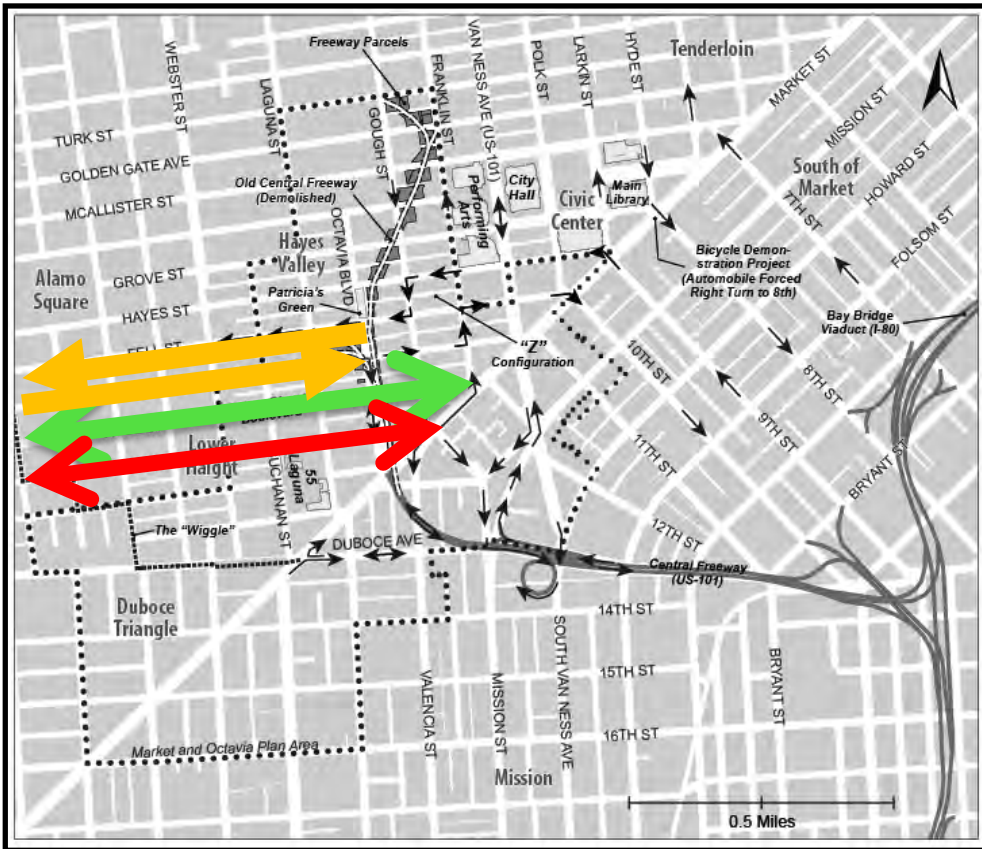 Freeway Parcels
WEBSTER ST
LAGUNA ST
GOUGH ST
FRANKLIN ST
VAN NESS AVE (US-101)
POLK ST
LARKIN ST
HYDE ST
Tenderloin
MARKET ST
MISSION ST
HOWARD ST
FOLSOM ST
South of
Market
7TH ST
TURK ST
GOLDEN GATE AVE
MCALLISTER ST
Old Central Freeway
(Demolished)
Performing
Arts
City
Hall
Civic
Center
Main
Library
Hayes
Valley
OCTAVIA BLVD
Alamo
Square
GROVE ST
HAYES ST
FELL ST
Patricia's
Green
"Z"
Configuration
Bicycle Demon-
stration Project
(Automobile Forced
Right Turn to 8th)
Bay Bridge
Viaduct (I-80)
8TH ST
9TH ST
10TH ST
11TH ST
12TH ST
BRYANT ST
Lower
Haight
55
Laguna
The "Wiggle"
DUBOCE AVE
Central Freeway
(US-101)
Duboce
Triangle
14TH ST
15TH ST
16TH ST
VALENCIA ST
MISSION ST
SOUTH VAN NESS AVE
BRYANT ST
Market and Octavia Plan Area
Mission
0.5 Miles